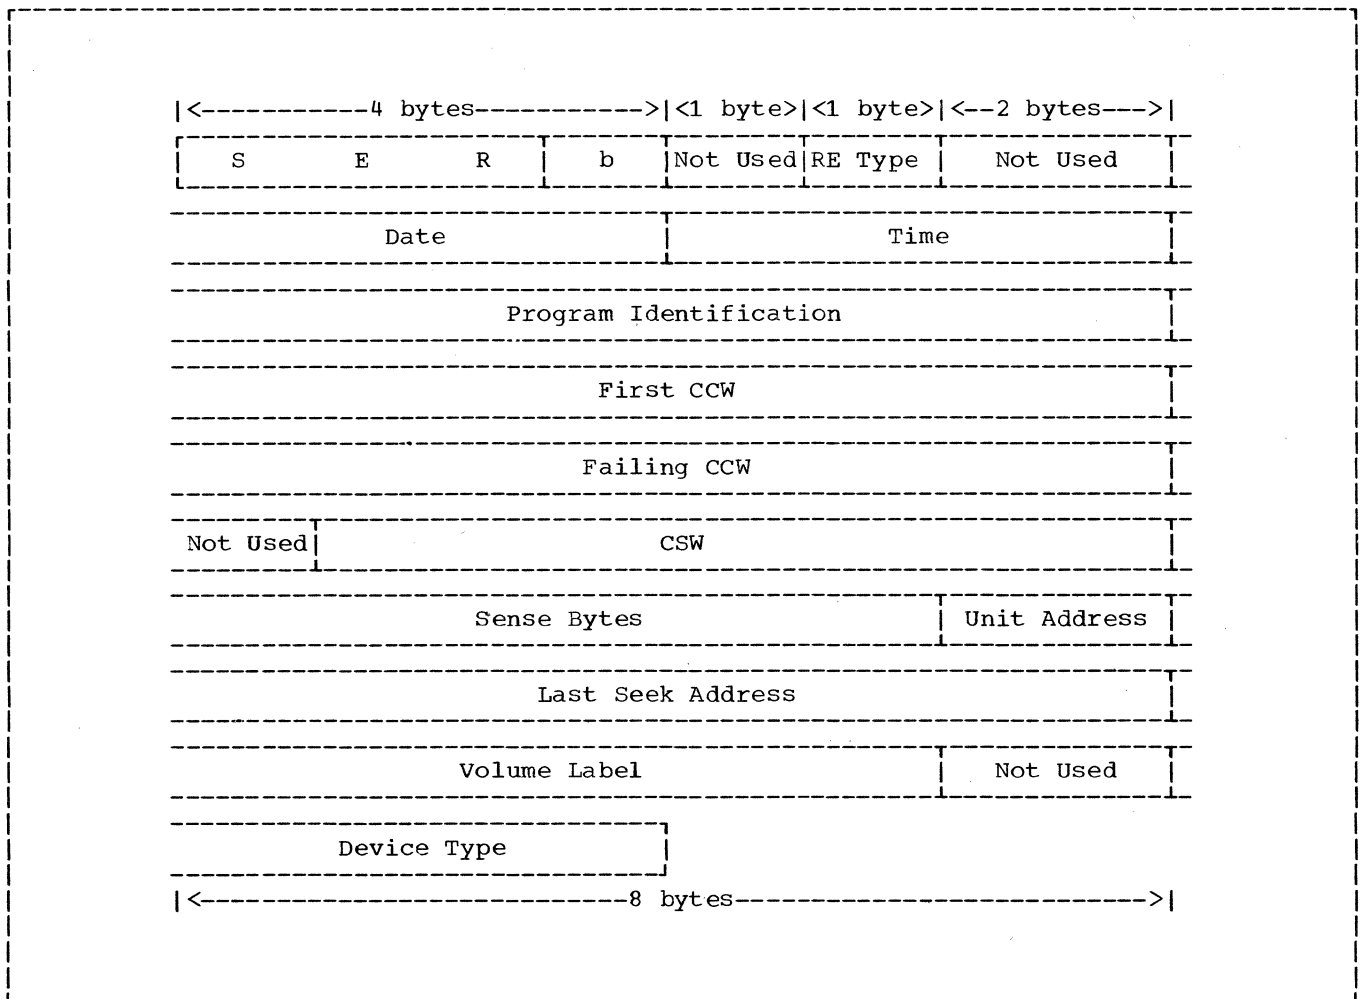 |<-----------4 bytes----------->|<1 byte>|<1 byte>|<--2 bytes--->|
S E R | b |Not Used|RE Type | Not Used |
Date | Time |
Program Identification |
First CCW |
Failing CCW |
Not Used| CSW |
Sense Bytes | Unit Address |
Last Seek Address |
Volume Label | Not Used |
Device Type |
|<----------------------------8 bytes--------------------------->|